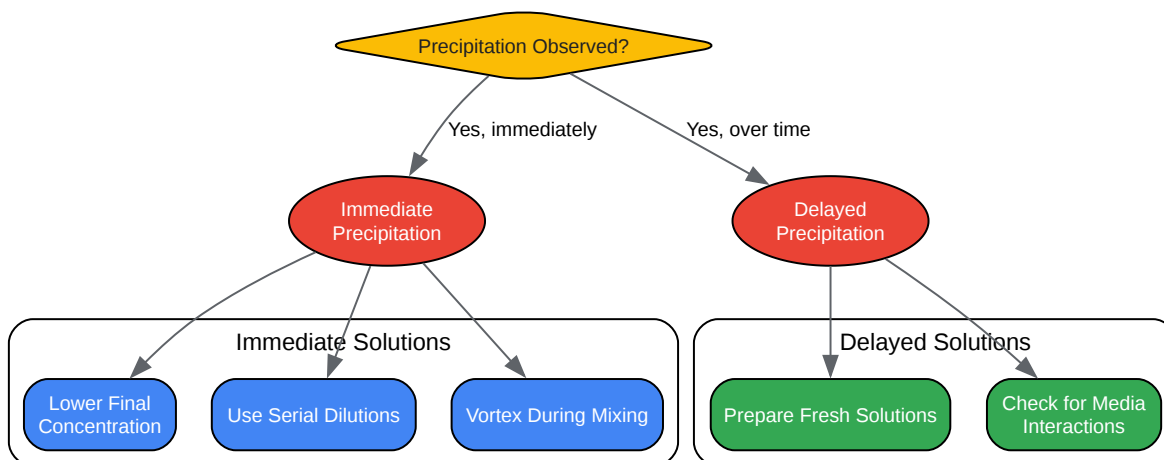 Precipitation Observed?
Yes, immediately
Yes, over time
Immediate
Precipitation
Delayed
Precipitation
Immediate Solutions
Delayed Solutions
Lower Final
Concentration
Use Serial Dilutions
Vortex During Mixing
Prepare Fresh Solutions
Check for Media
Interactions